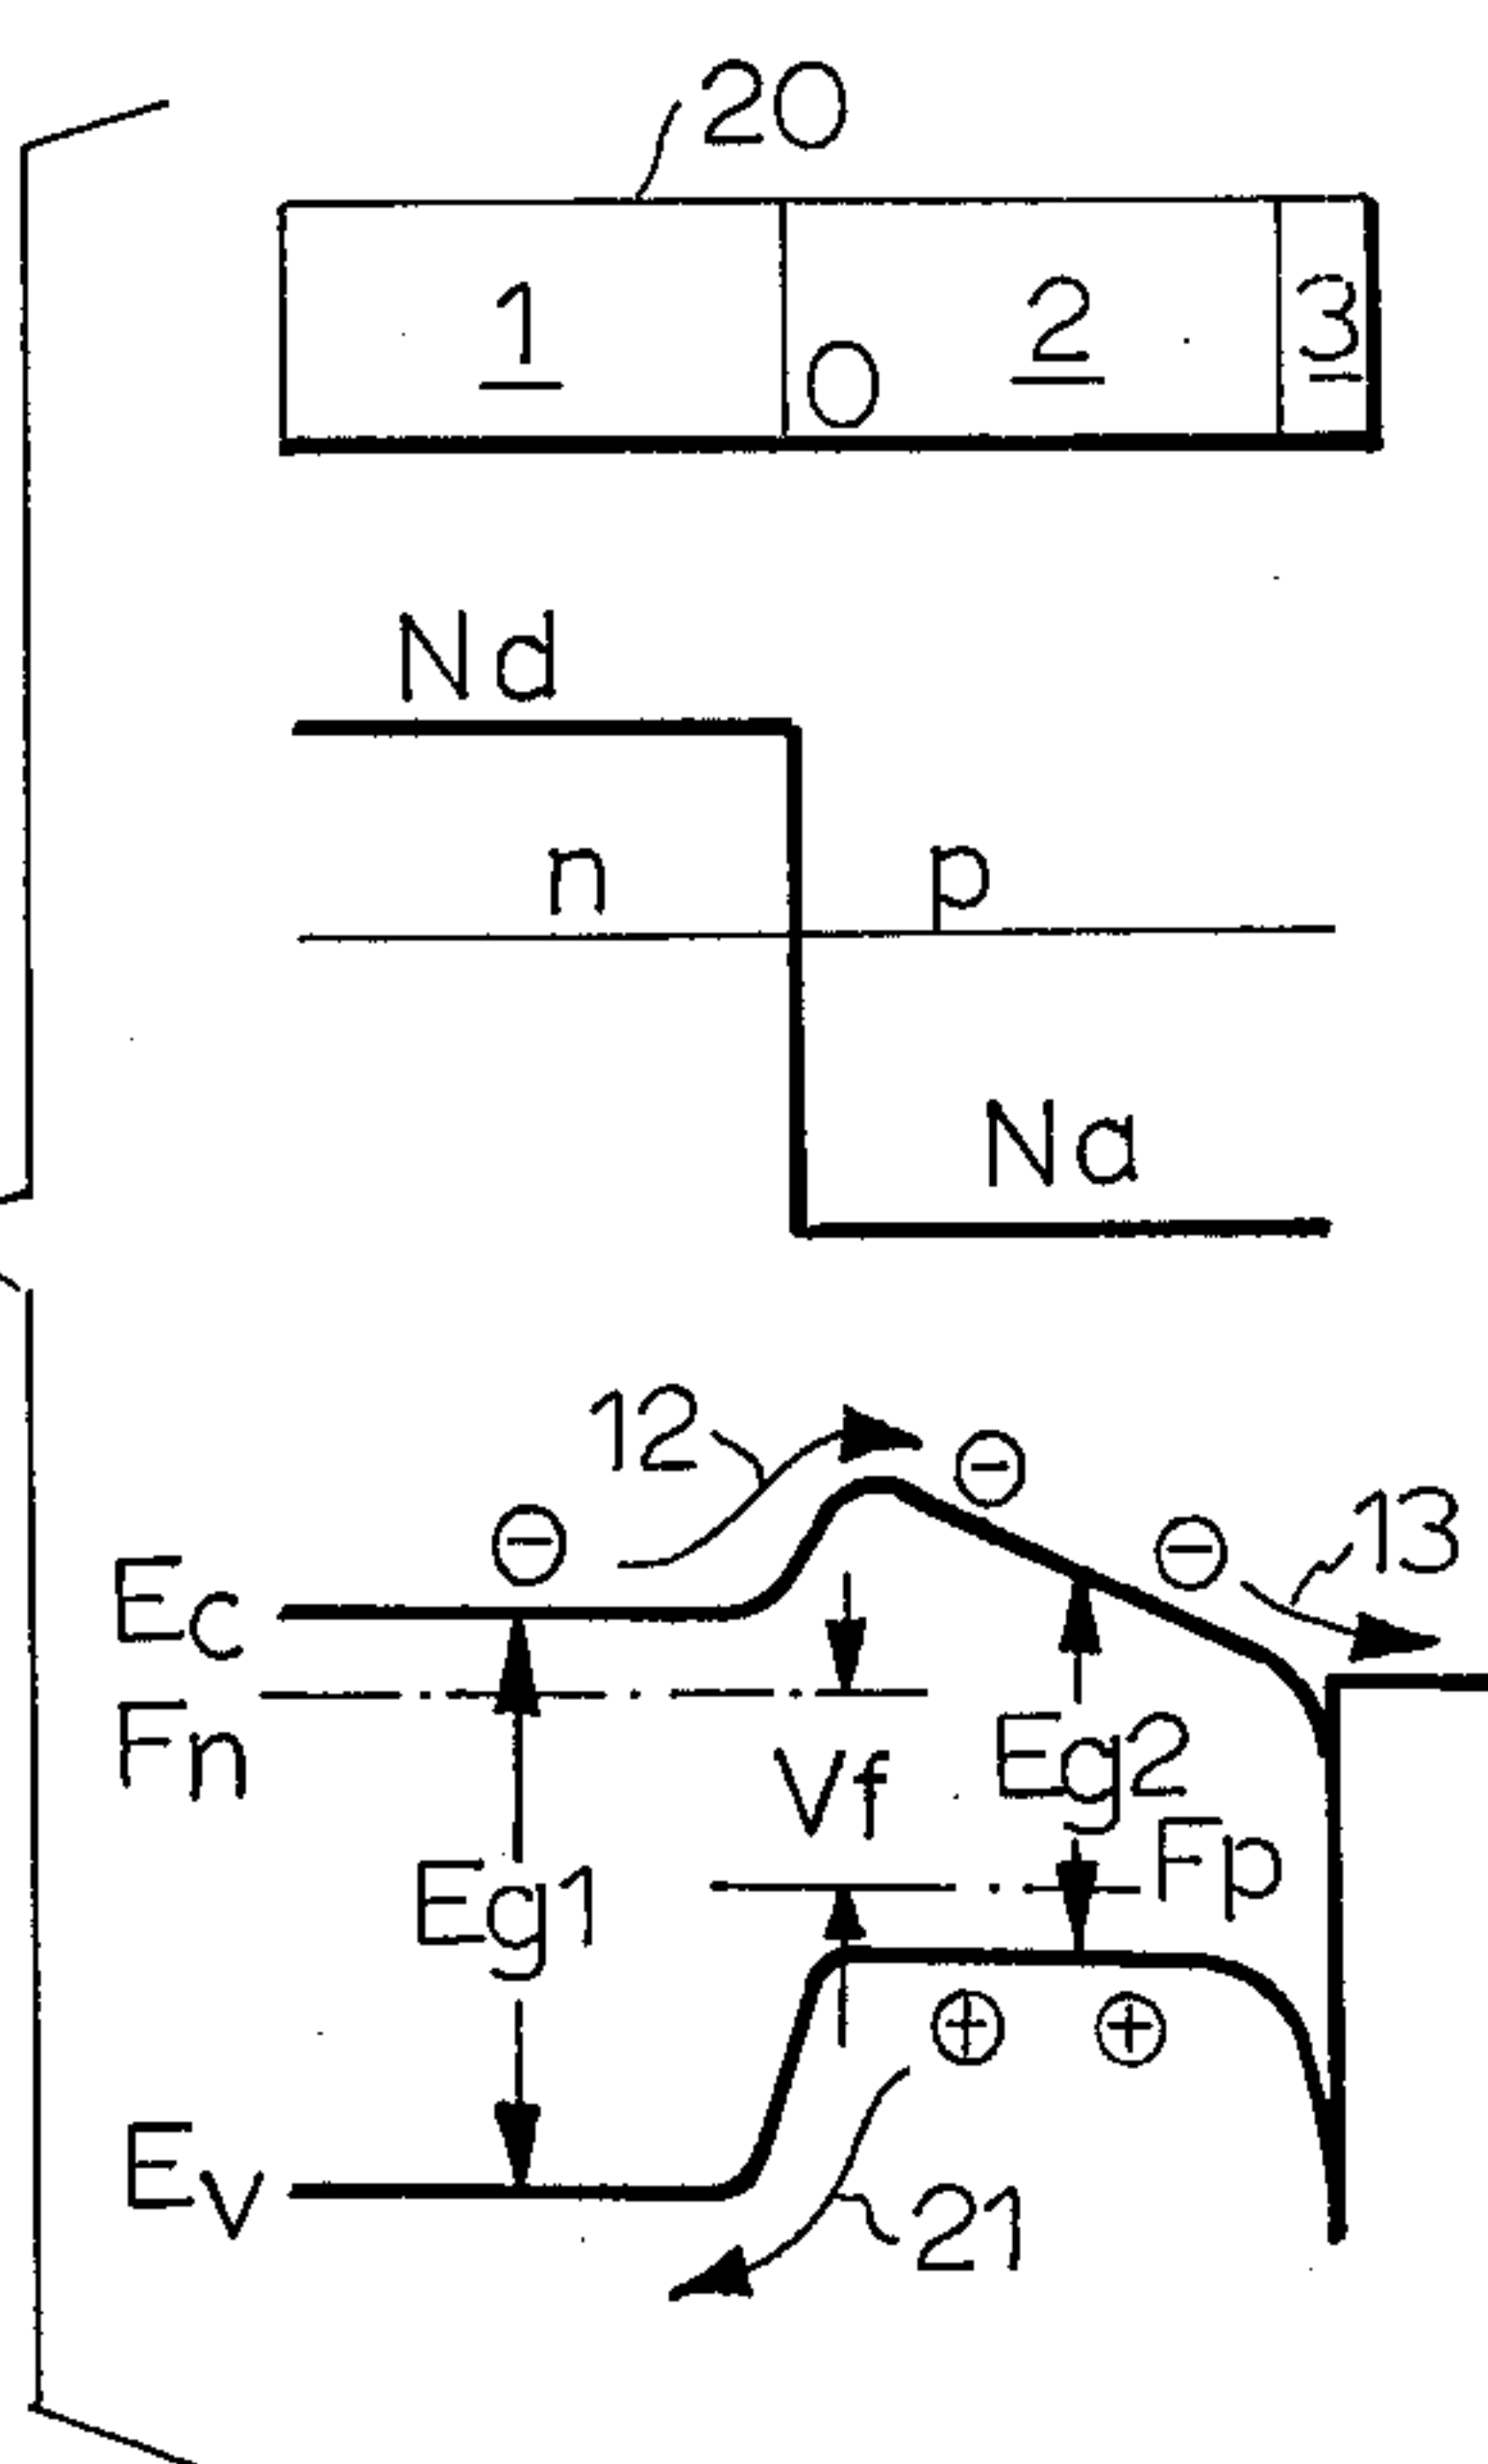 20
1 2 3
0
Nd
n p
Na
12
⊖
⊖ ⊖ 13
Ec
Fn
Vf Eg2
Eg1 Fp
⊕ ⊕
Ev
21